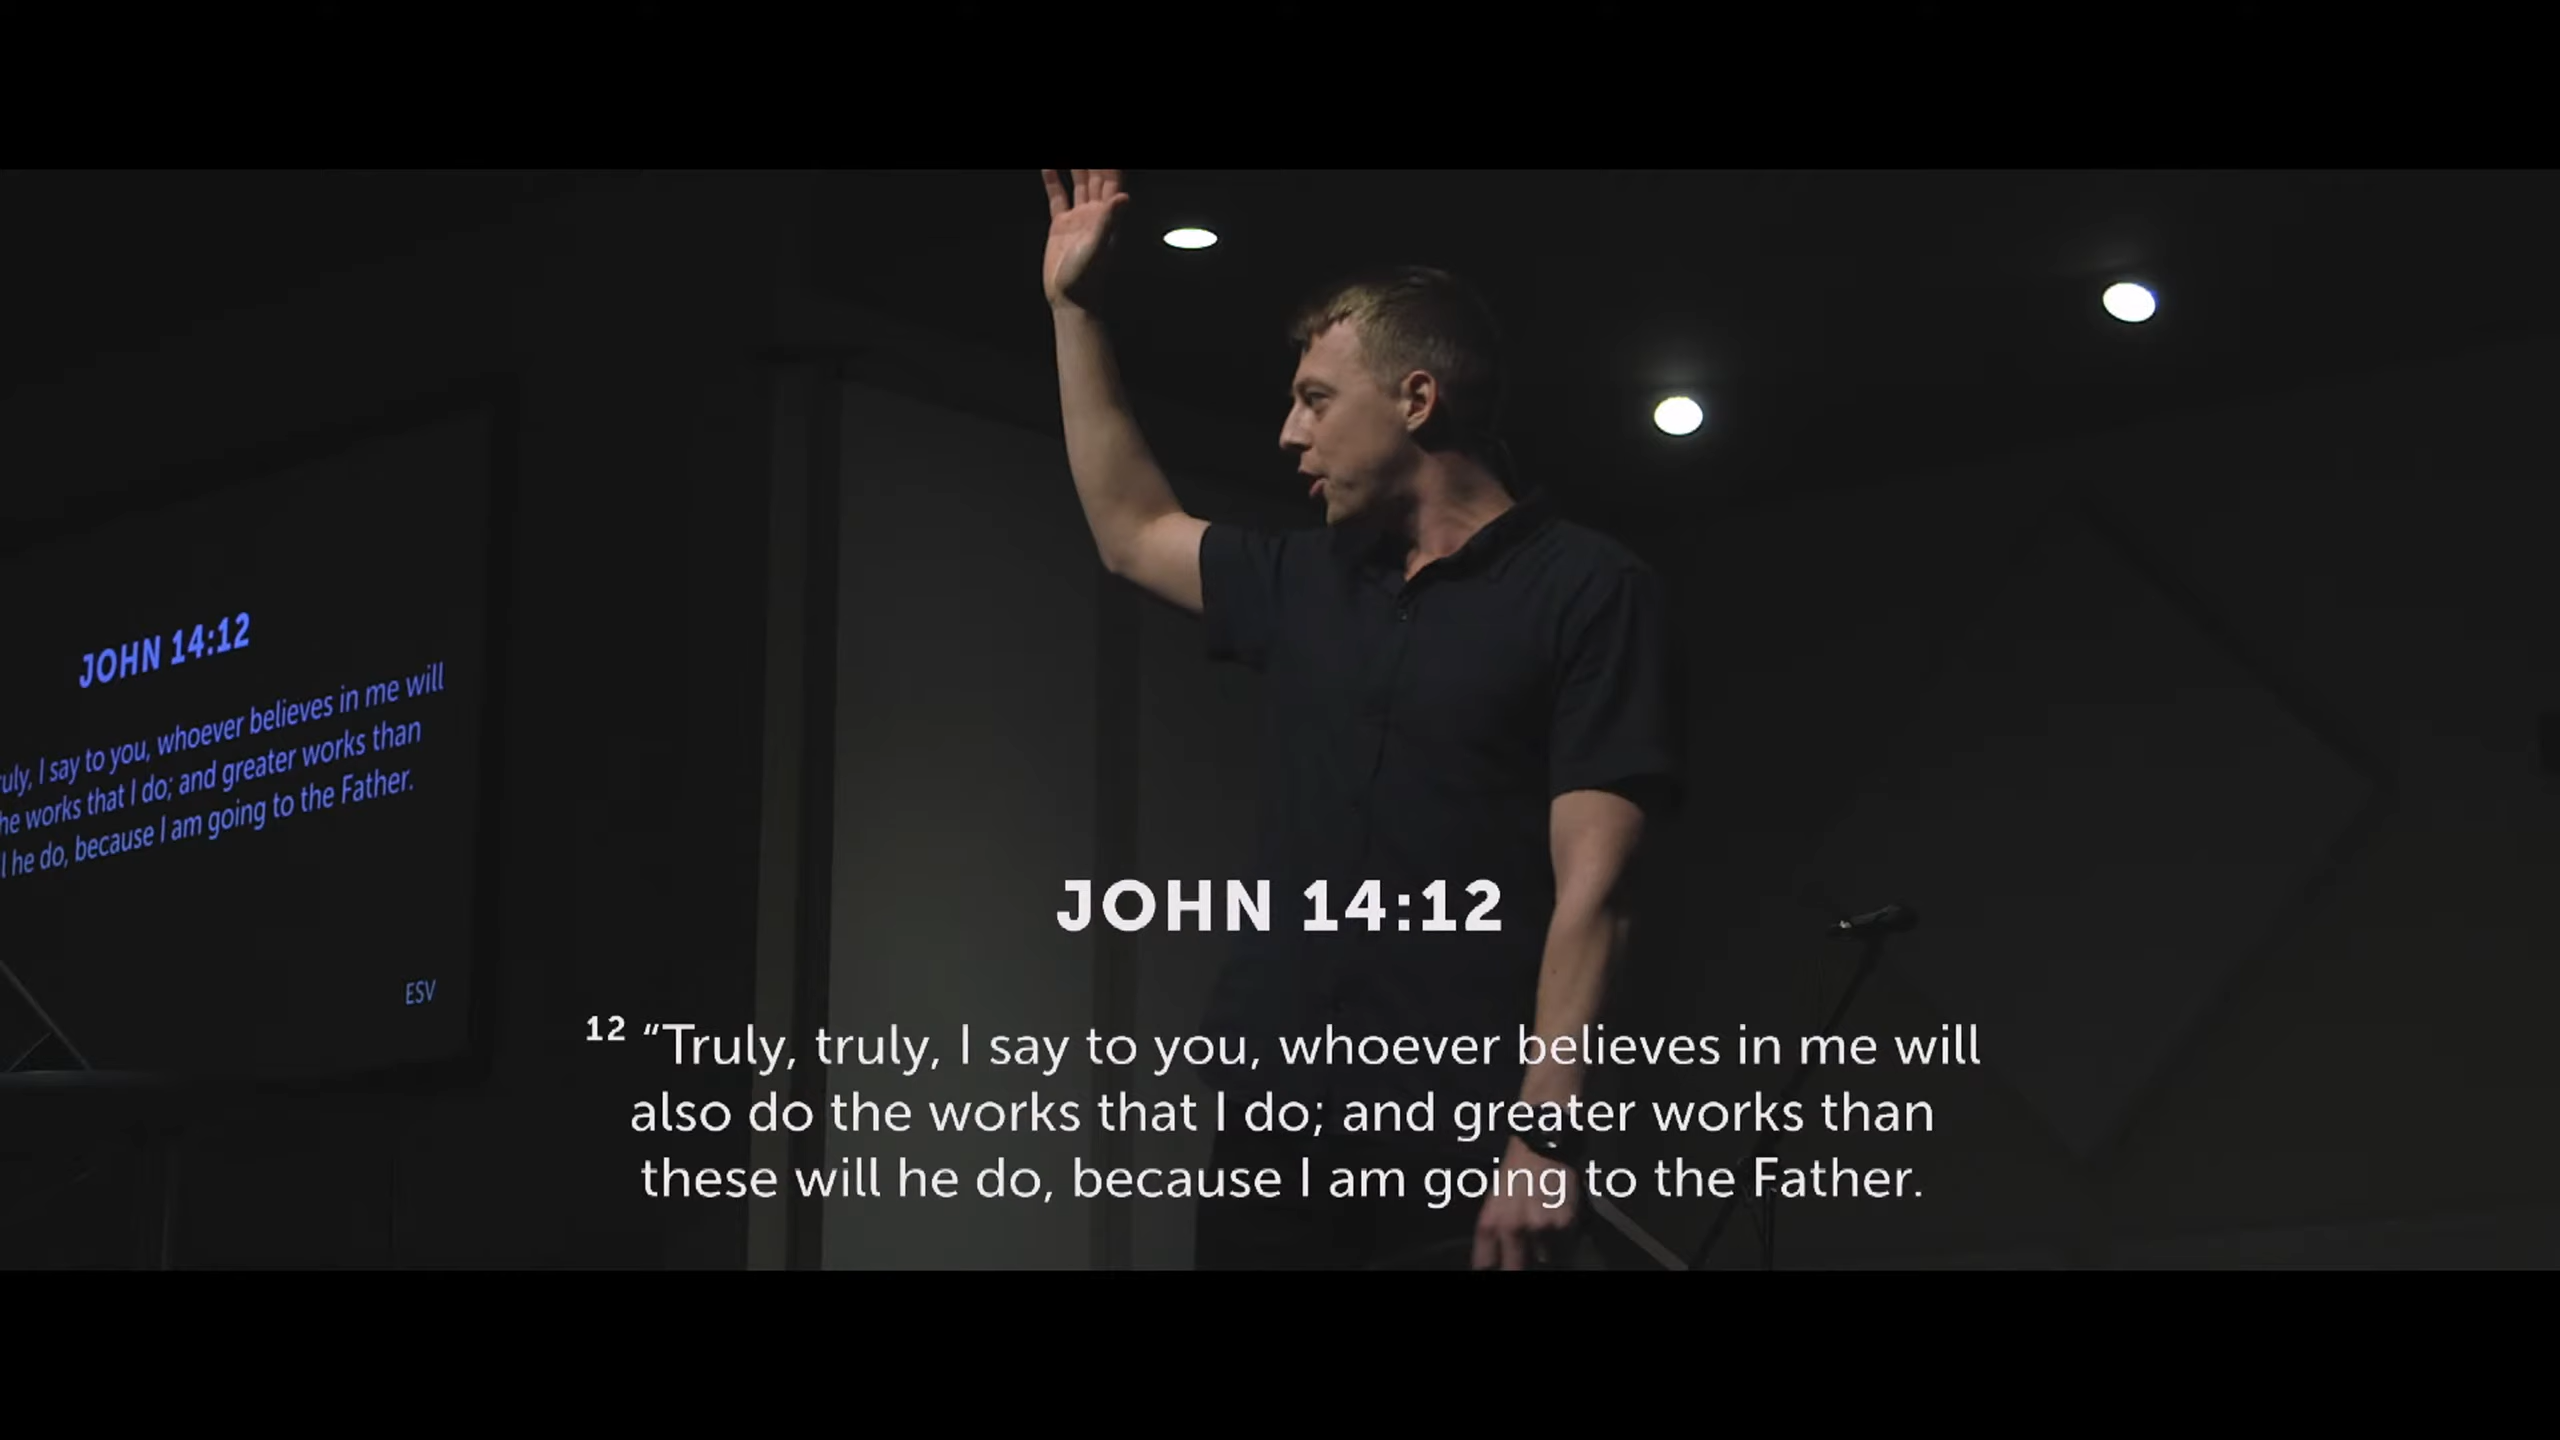 JOHN 14:12
, I say to you, whoever believes in me will
works that I do; and greater works than
he do, because I am going to the Father.
ESV
JOHN 14:12
12 “Truly, truly, I say to you, whoever believes in me will
also do the works that I do; and greater works than
these will he do, because I am going to the Father.